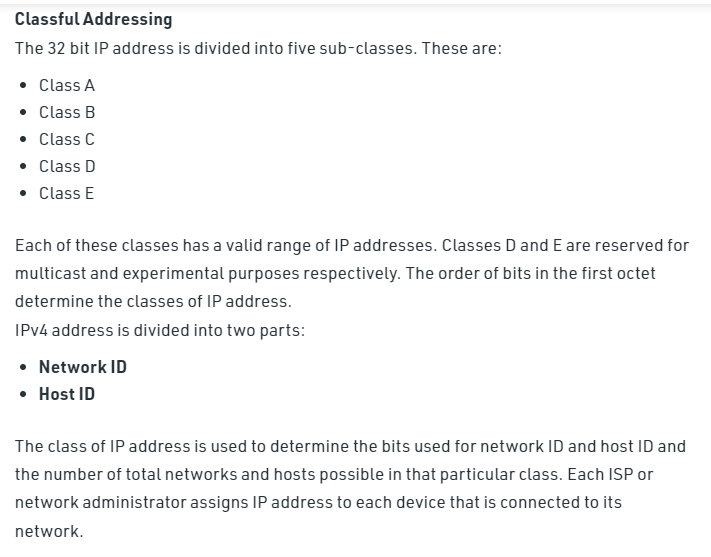 Classful Addressing
The 32 bit IP address is divided into five sub-classes. These are:
• Class A
• Class B
• Class C
• Class D
• Class E
Each of these classes has a valid range of IP addresses. Classes D and E are reserved for
multicast and experimental purposes respectively. The order of bits in the first octet
determine the classes of IP address.
IPv4 address is divided into two parts:
• Network ID
• Host ID
The class of IP address is used to determine the bits used for network ID and host ID and
the number of total networks and hosts possible in that particular class. Each ISP or
network administrator assigns IP address to each device that is connected to its
network.